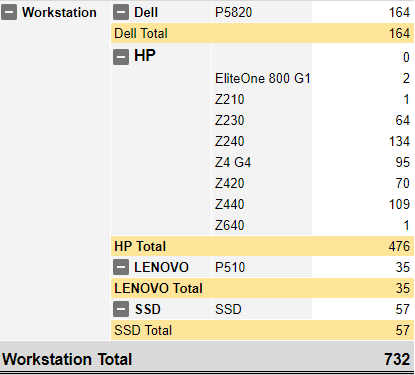 Workstation Dell P5820 164
Dell Total 164
HP 0
EliteOne 800 G1 2
Z210 1
Z230 64
Z240 134
Z4 G4 95
Z420 70
Z440 109
Z640 1
HP Total 476
LENOVO P510 35
LENOVO Total 35
SSD SSD 57
SSD Total 57
Workstation Total 732